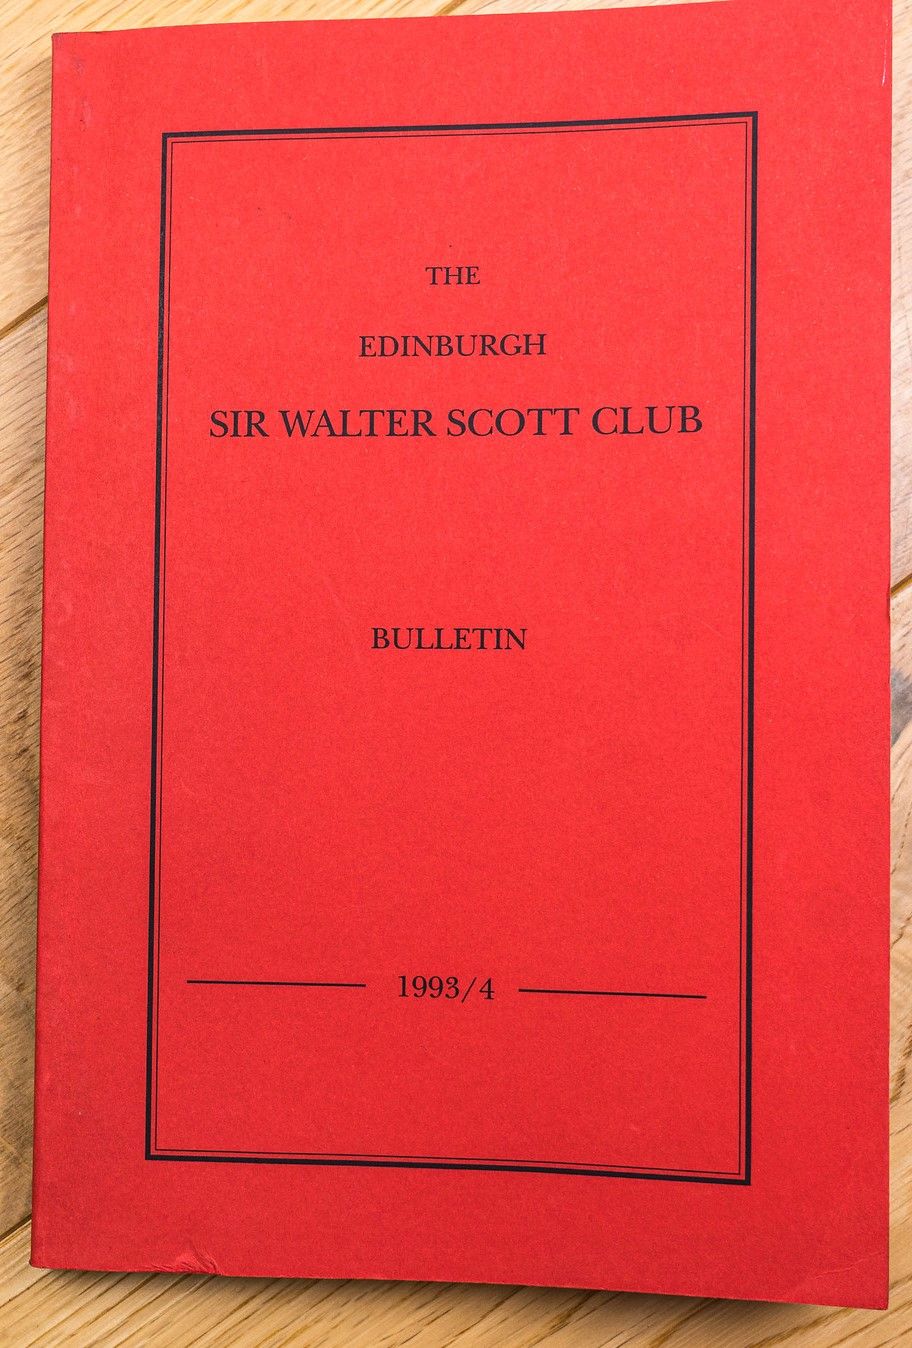 THE
EDINBURGH
SIR WALTER SCOTT CLUB
BULLETIN
1993/4